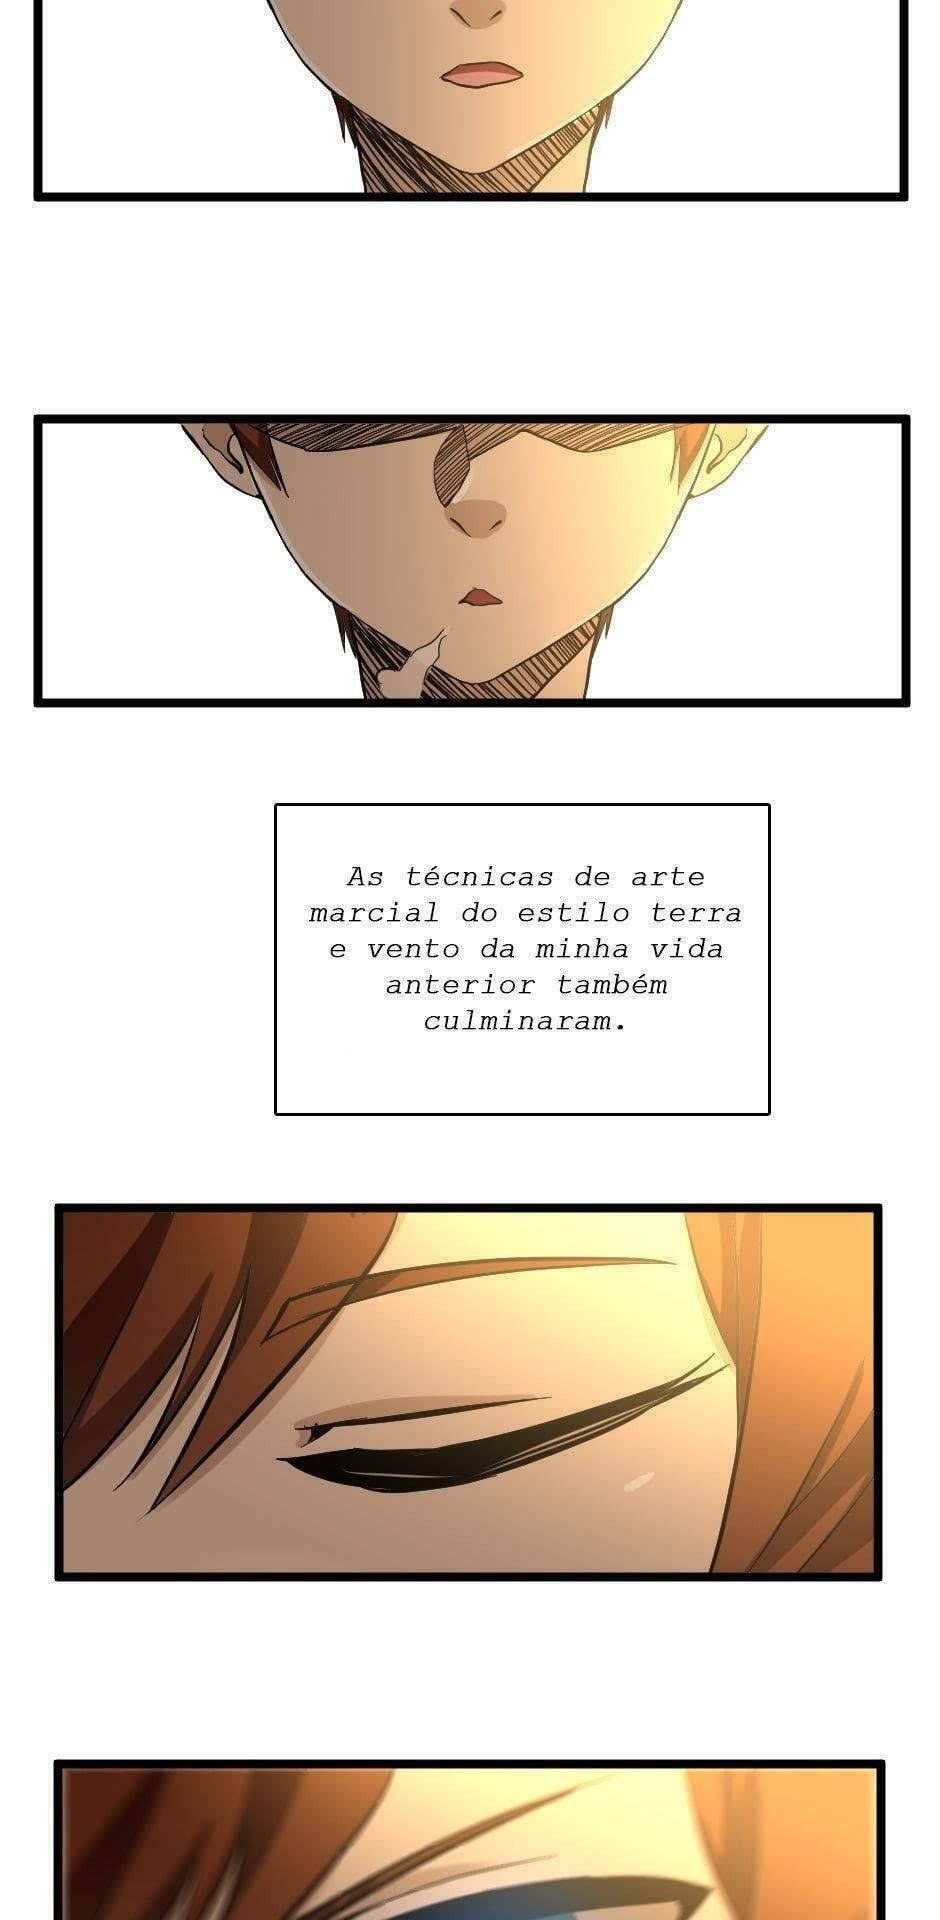 As técnicas de arte
marcial do estilo terra
e vento da minha vida
anterior também
culminaram.